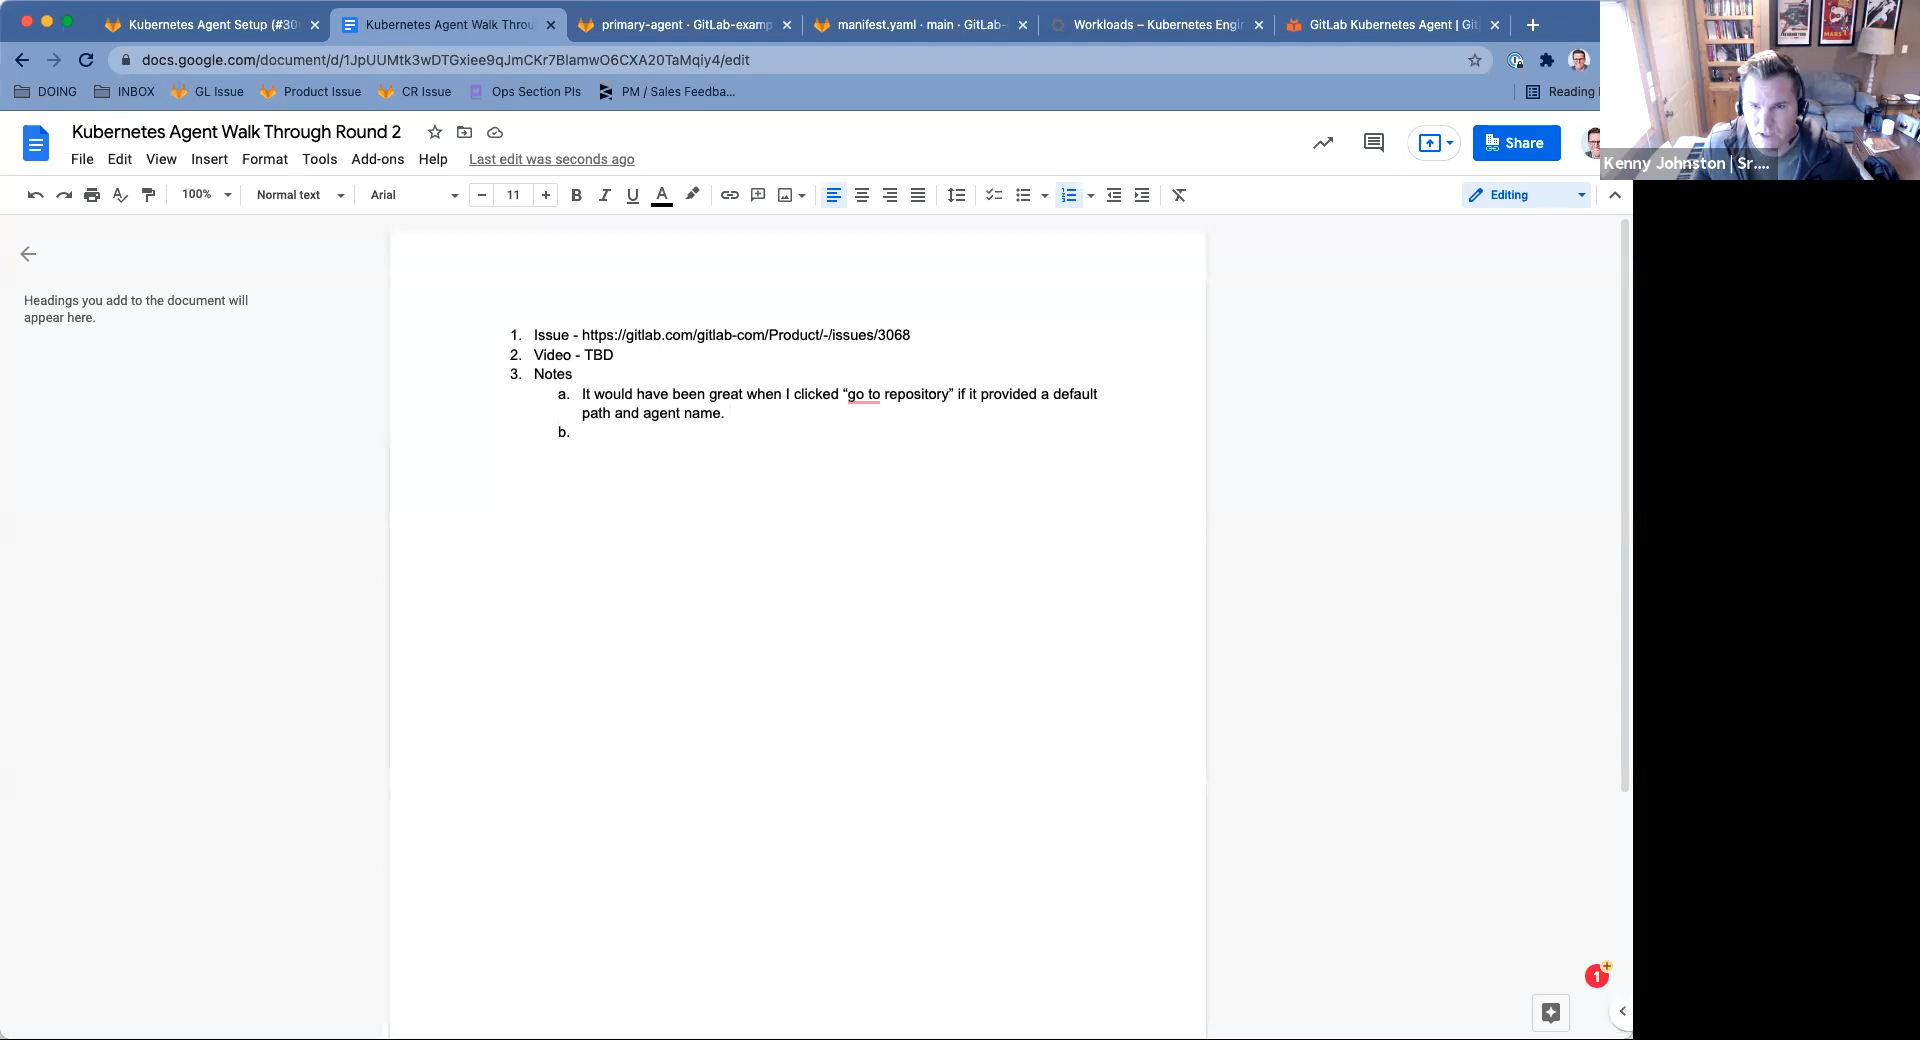 Kubernetes Agent Setup (#30
Kubernetes Agent Walk Throu
primary-agent · GitLab-examp
manifest.yaml · main · GitLab-
Workloads – Kubernetes Engir
GitLab Kubernetes Agent | Git
docs.google.com/document/d/1JpUUMtk3wDTGxiee9qJmCKr7BlamwO6CXA20TaMqiy4/edit
DOING
INBOX
GL Issue
Product Issue
CR Issue
Ops Section PIs
PM / Sales Feedba...
Reading
Kubernetes Agent Walk Through Round 2
File Edit View Insert Format Tools Add-ons Help Last edit was seconds ago
Share
Kenny Johnston | Sr....
100% Normal text Arial 11 Editing
Headings you add to the document will
appear here.
1. Issue - https://gitlab.com/gitlab-com/Product/-/issues/3068
2. Video - TBD
3. Notes
a. It would have been great when I clicked “go to repository” if it provided a default
path and agent name.
b.
1